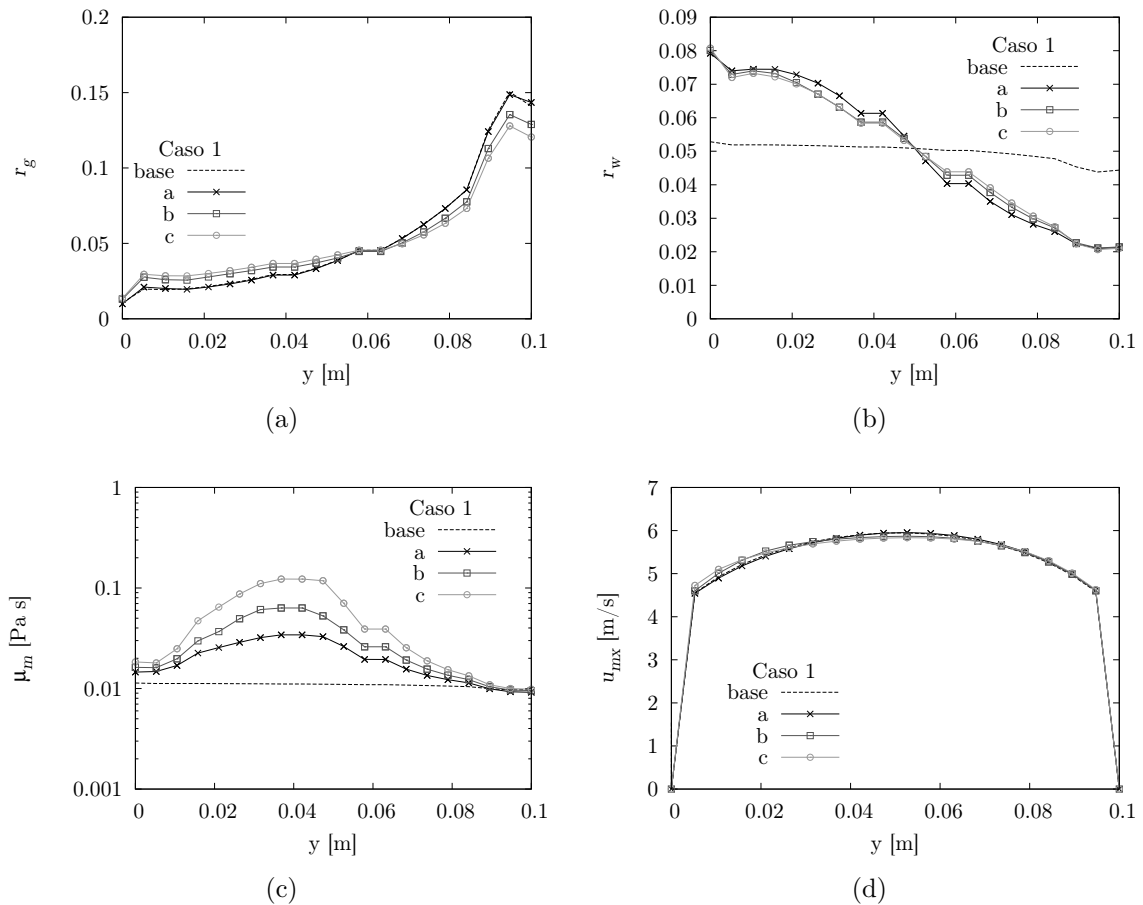 0.2
0.15
0.1
0.05
0
r_g
Caso 1
base
a
b
c
0 0.02 0.04 0.06 0.08 0.1
y [m]
(a)
0.09
0.08
0.07
0.06
0.05
0.04
0.03
0.02
0.01
0.00
r_w
Caso 1
base
a
b
c
0 0.02 0.04 0.06 0.08 0.1
y [m]
(b)
1
0.1
0.01
0.001
μ_m [Pa s]
Caso 1
base
a
b
c
0 0.02 0.04 0.06 0.08 0.1
y [m]
(c)
7
6
5
4
3
2
1
0
u_mx [m/s]
Caso 1
base
a
b
c
0 0.02 0.04 0.06 0.08 0.1
y [m]
(d)